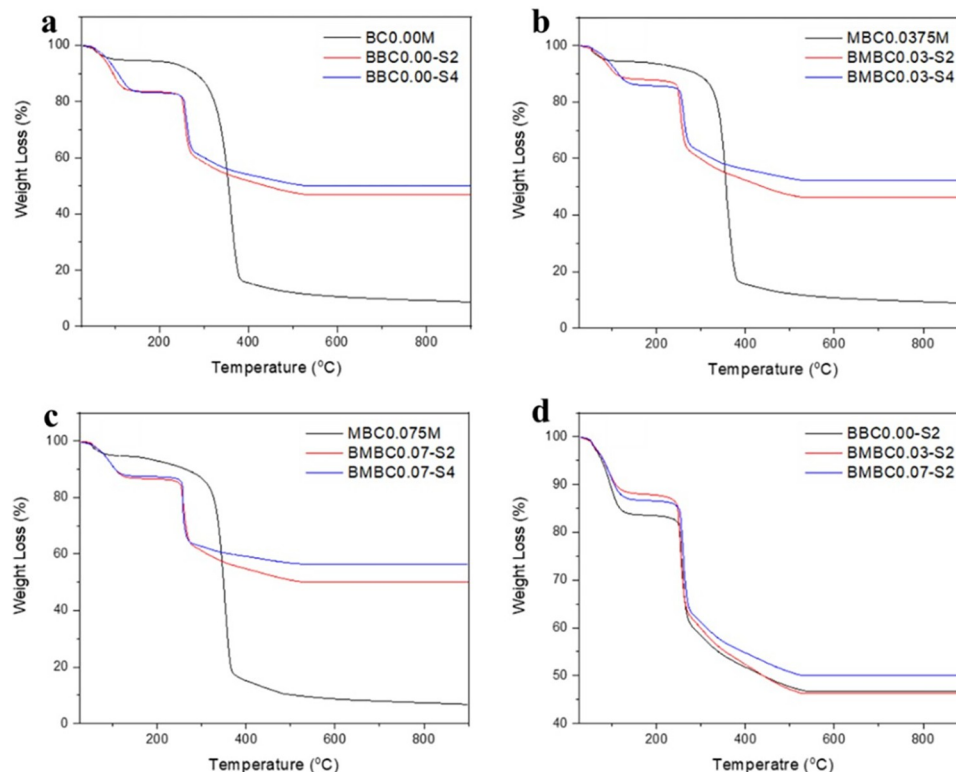 a
BC0.00M
BBC0.00-S2
BBC0.00-S4
Weight Loss (%)
100
80
60
40
20
0
200
400
600
800
Temperature (°C)
b
MBC0.0375M
BMBC0.03-S2
BMBC0.03-S4
Weight Loss (%)
100
80
60
40
20
0
200
400
600
800
Temperature (°C)
c
MBC0.075M
BMBC0.07-S2
BMBC0.07-S4
Weight Loss (%)
100
80
60
40
20
0
200
400
600
800
Temperature (°C)
d
BBC0.00-S2
BMBC0.03-S2
BMBC0.07-S2
Weight Loss (%)
100
90
80
70
60
50
40
200
400
600
800
Temperatre (°C)